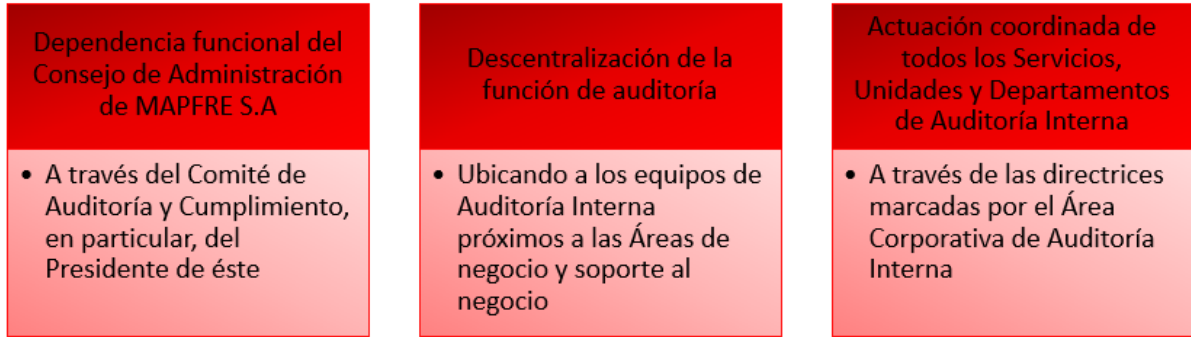 Dependencia funcional del
Consejo de Administración
de MAPFRE S.A
• A través del Comité de
Auditoría y Cumplimiento,
en particular, del
Presidente de éste
Descentralización de la
función de auditoría
• Ubicando a los equipos de
Auditoría Interna
próximos a las Áreas de
negocio y soporte al
negocio
Actuación coordinada de
todos los Servicios,
Unidades y Departamentos
de Auditoría Interna
• A través de las directrices
marcadas por el Área
Corporativa de Auditoría
Interna